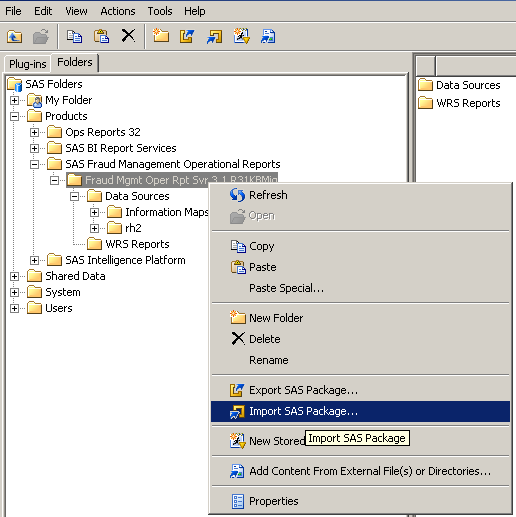 File Edit View Actions Tools Help
Plug-ins Folders
SAS Folders
My Folder
Products
Ops Reports 32
SAS BI Report Services
SAS Fraud Management Operational Reports
Fraud Mgmt Oper Rpt Svr 3.1 R31KBMig
Data Sources
Information Maps
rh2
WRS Reports
SAS Intelligence Platform
Shared Data
System
Users
Data Sources
WRS Reports
Refresh
Open
Copy
Paste
Paste Special...
New Folder
Delete
Rename
Export SAS Package...
Import SAS Package...
New Stored
Import SAS Package
Add Content From External File(s) or Directories...
Properties